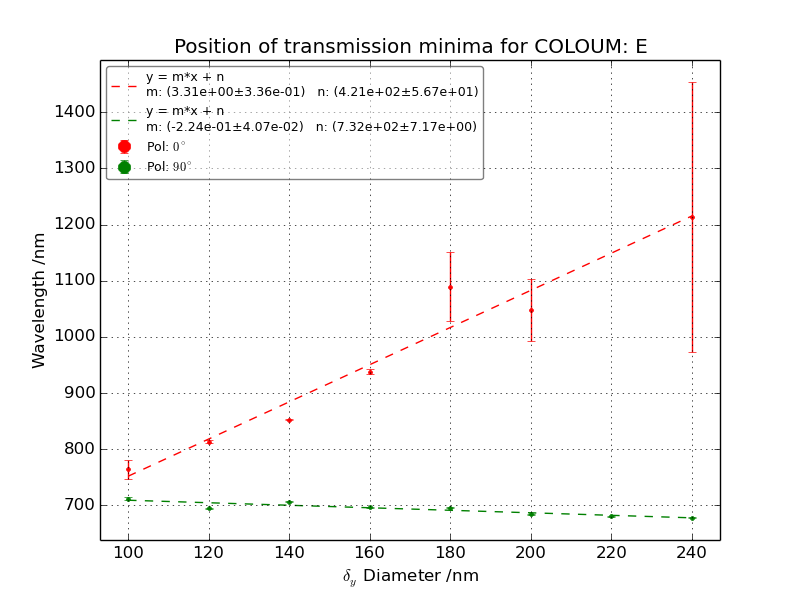 Position of transmission minima for COLOUM: E
y = m*x + n
m: (3.31e+00±3.36e-01) n: (4.21e+02±5.67e+01)
y = m*x + n
m: (-2.24e-01±4.07e-02) n: (7.32e+02±7.17e+00)
Pol: 0°
Pol: 90°
Wavelength /nm
1400
1300
1200
1100
1000
900
800
700
100 120 140 160 180 200 220 240
δy Diameter /nm